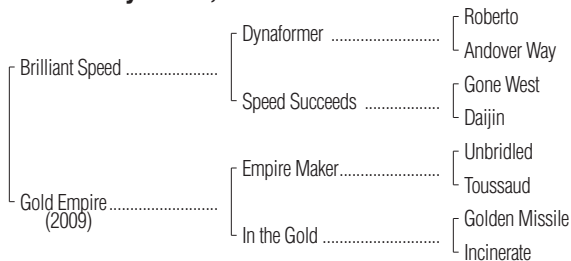 Roberto
Dynaformer ....................
Andover Way
Brilliant Speed .....................
Gone West
Speed Succeeds .................
Daijin
Unbridled
Empire Maker.......................
Toussaud
Gold Empire.........................
(2009)
Golden Missile
In the Gold ............................
Incinerate